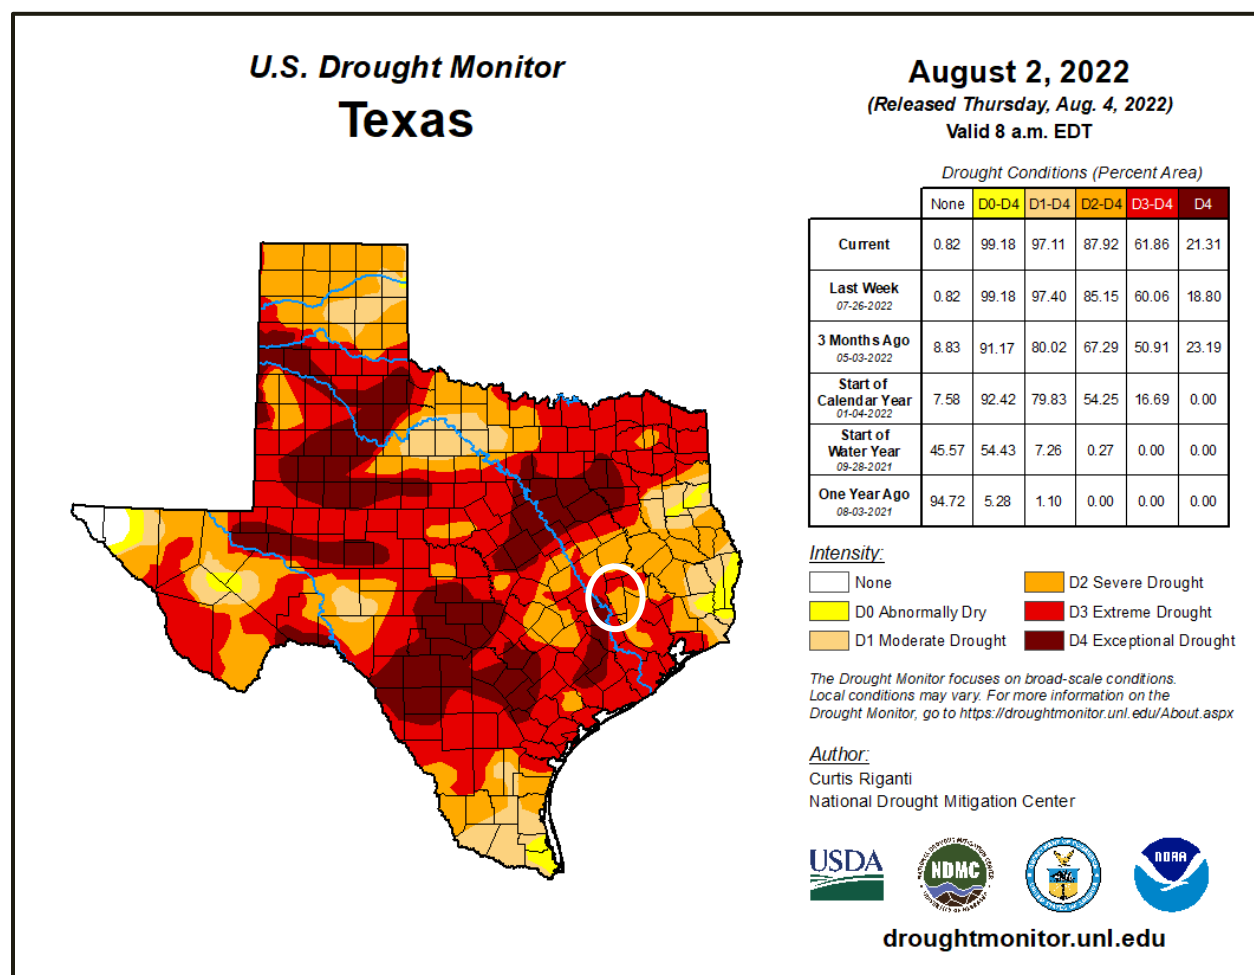 U.S. Drought Monitor
Texas
August 2, 2022
(Released Thursday, Aug. 4, 2022)
Valid 8 a.m. EDT
Drought Conditions (Percent Area)
None D0-D4 D1-D4 D2-D4 D3-D4 D4
Current 0.82 99.18 97.11 87.92 61.86 21.31
Last Week
07-26-2022 0.82 99.18 97.40 85.15 60.06 18.80
3 Months Ago
05-03-2022 8.83 91.17 80.02 67.29 50.91 23.19
Start of
Calendar Year
01-04-2022 7.58 92.42 79.83 54.25 16.69 0.00
Start of
Water Year
09-28-2021 45.57 54.43 7.26 0.27 0.00 0.00
One Year Ago
08-03-2021 94.72 5.28 1.10 0.00 0.00 0.00
Intensity:
None
D0 Abnormally Dry
D1 Moderate Drought
D2 Severe Drought
D3 Extreme Drought
D4 Exceptional Drought
The Drought Monitor focuses on broad-scale conditions.
Local conditions may vary. For more information on the
Drought Monitor, go to https://droughtmonitor.unl.edu/About.aspx
Author:
Curtis Riganti
National Drought Mitigation Center
USDA
NDMC
NOAA
droughtmonitor.unl.edu